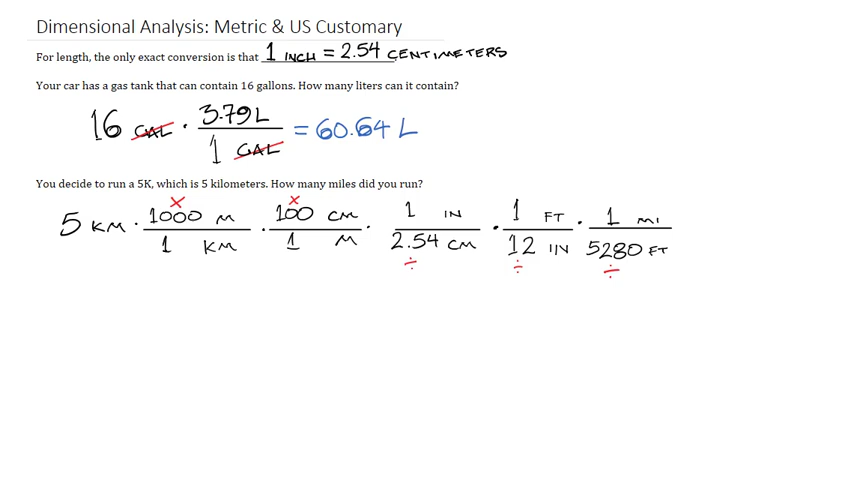 Dimensional Analysis: Metric & US Customary
For length, the only exact conversion is that 1 INCH = 2.54 CENTIMETERS
Your car has a gas tank that can contain 16 gallons. How many liters can it contain?
16 GAL · 3.79 L / 1 GAL = 60.64 L
You decide to run a 5K, which is 5 kilometers. How many miles did you run?
× ×
5 KM · 1000 M / 1 KM · 100 CM / 1 M · 1 IN / 2.54 CM · 1 FT / 12 IN · 1 MI / 5280 FT
÷ ÷ ÷